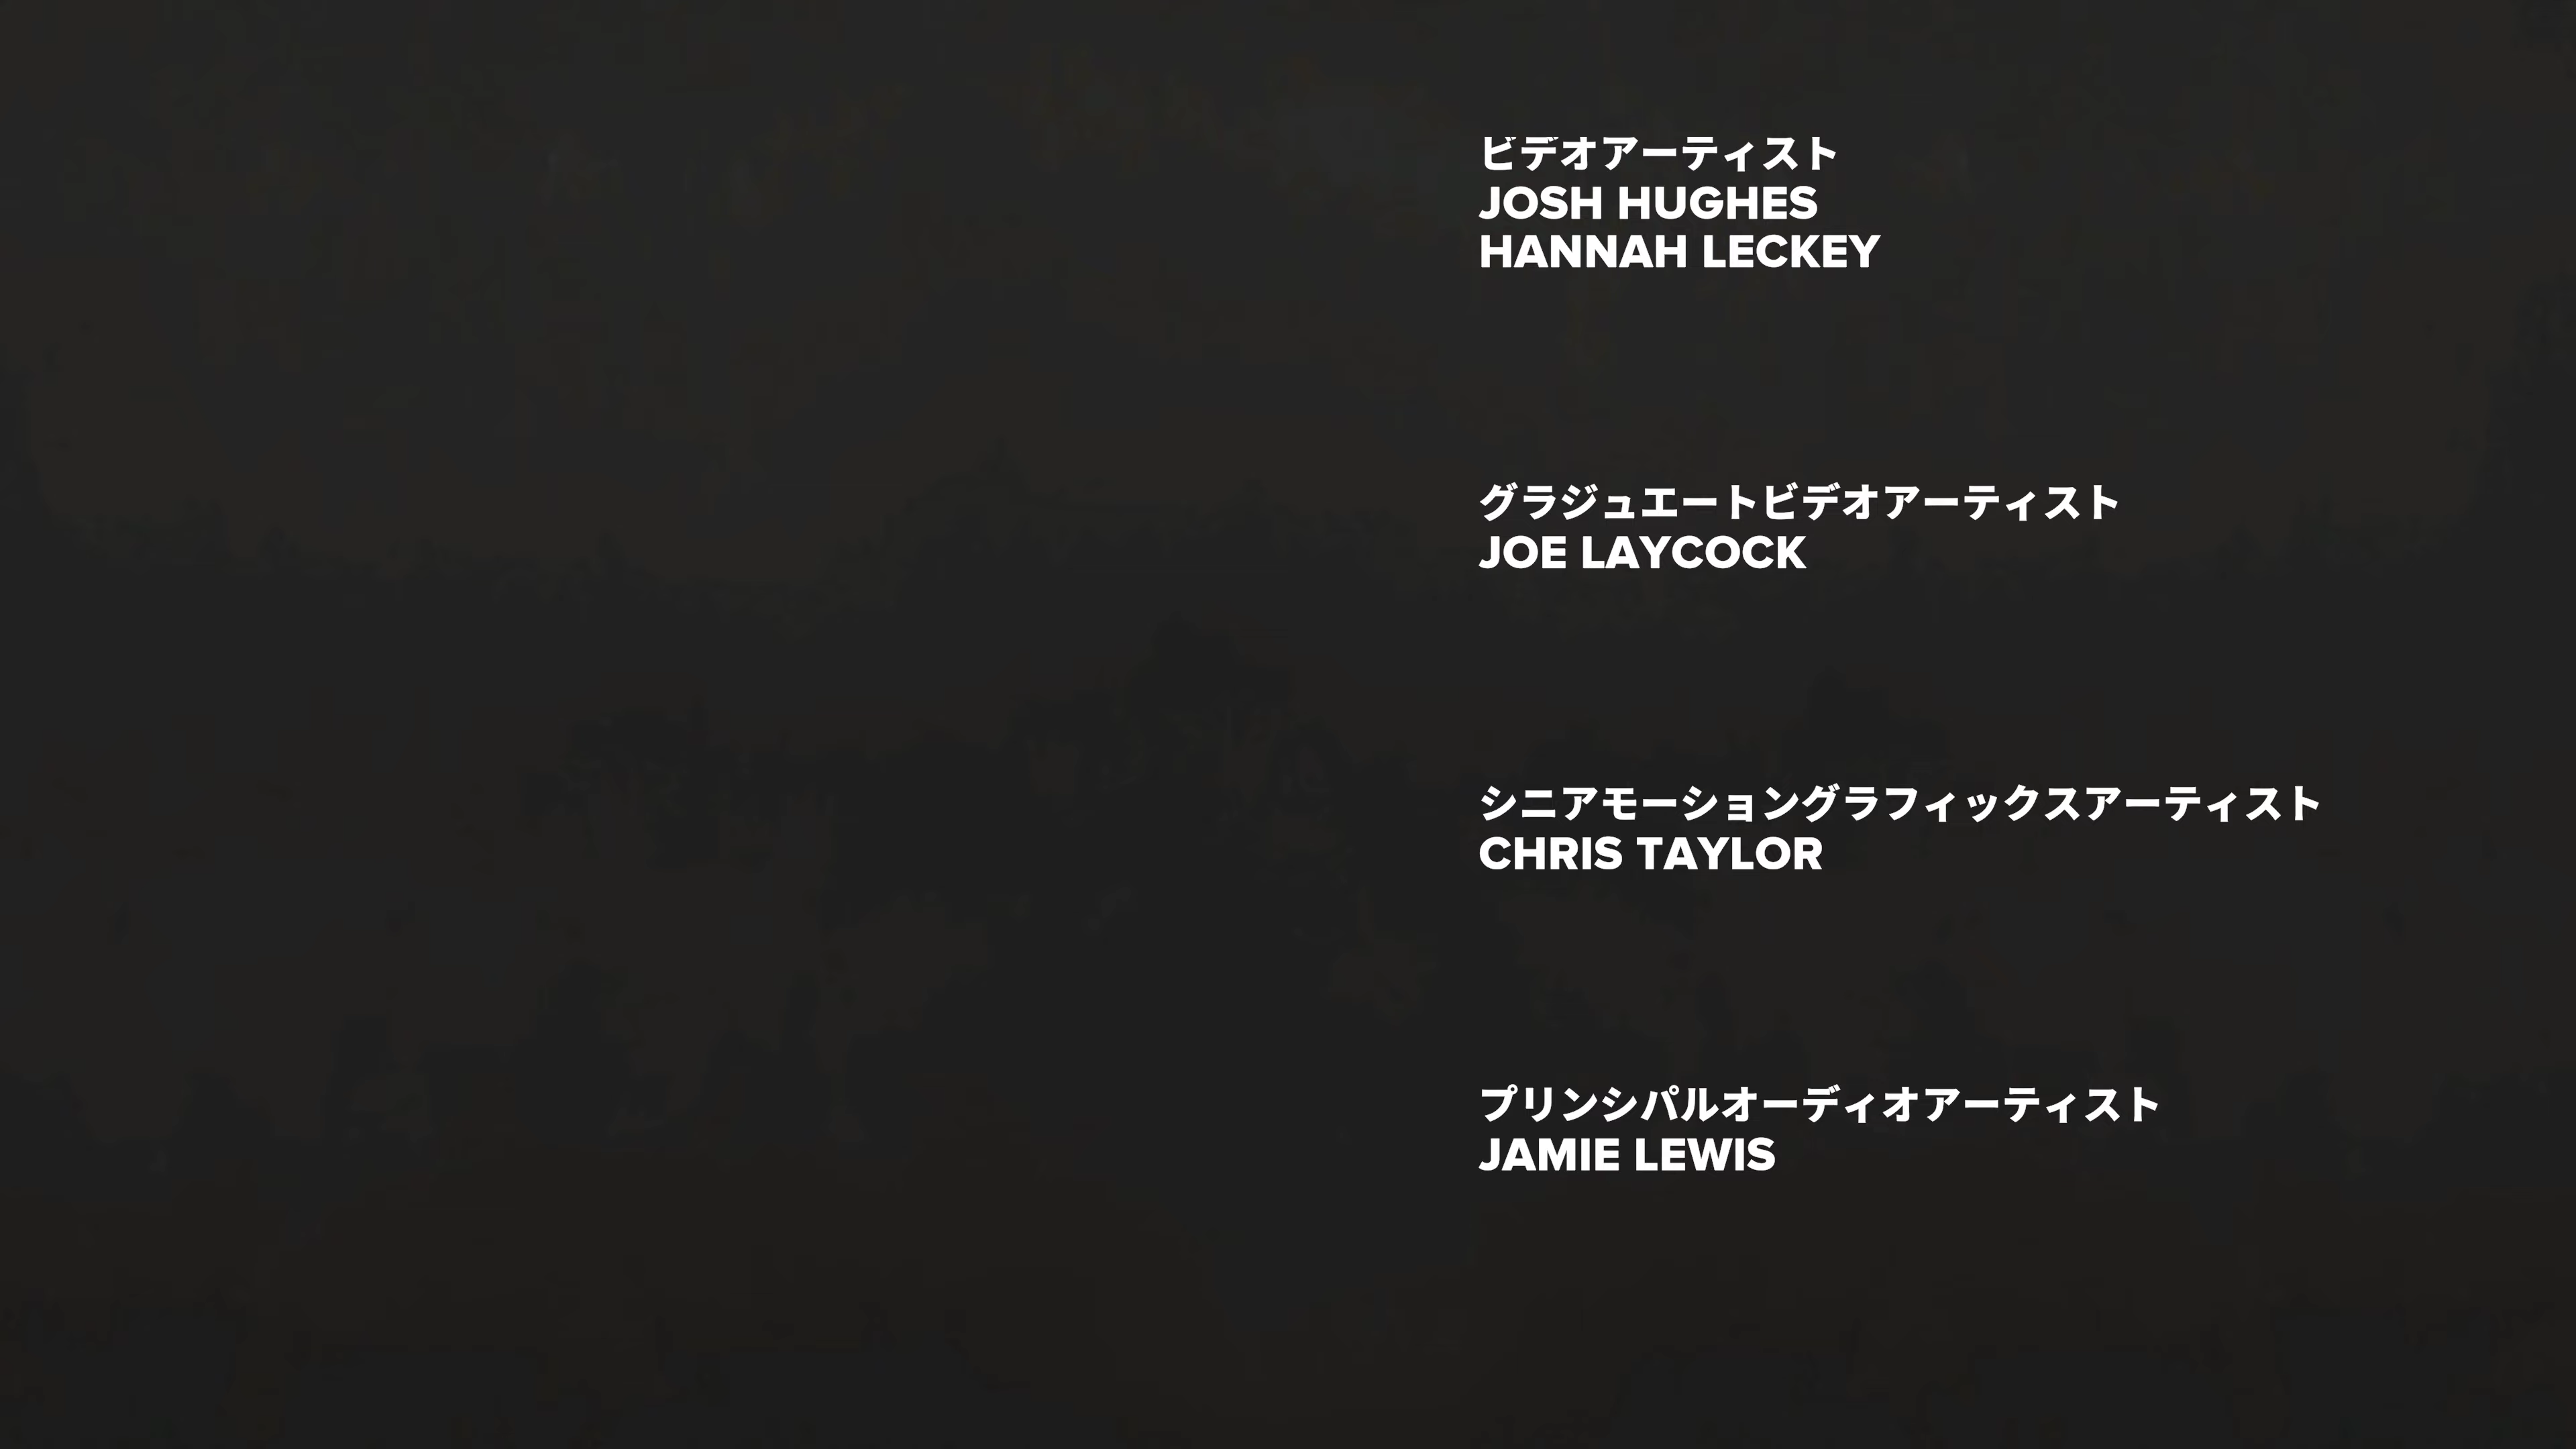 ビデオアーティスト
JOSH HUGHES
HANNAH LECKEY
グラジュエートビデオアーティスト
JOE LAYCOCK
シニアモーショングラフィックスアーティスト
CHRIS TAYLOR
プリンシパルオーディオアーティスト
JAMIE LEWIS